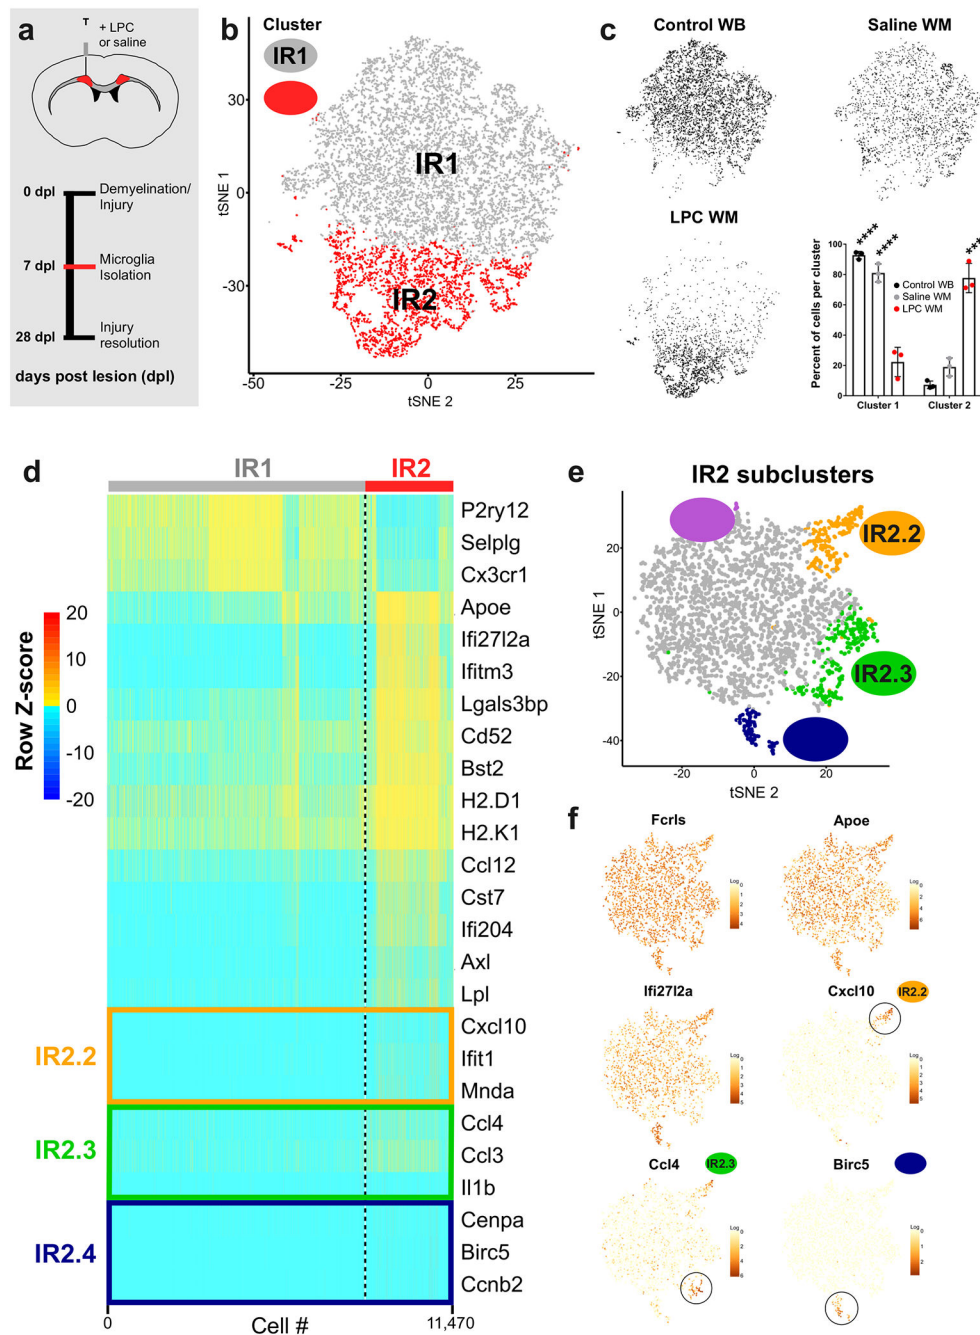 a
T
+ LPC
or saline
0 dpl
Demyelination/
Injury
7 dpl
Microglia
Isolation
28 dpl
Injury
resolution
days post lesion (dpl)
b
Cluster
IR1
IR1
IR2
30
0
-30
tSNE 1
-50
-25
0
25
tSNE 2
c
Control WB
Saline WM
LPC WM
Percent of cells per cluster
100
80
60
40
20
0
****
****
***
Control WB
Saline WM
LPC WM
Cluster 1
Cluster 2
d
IR1
IR2
Row Z-score
20
10
0
-10
-20
P2ry12
Selplg
Cx3cr1
Apoe
Ifi27l2a
Ifitm3
Lgals3bp
Cd52
Bst2
H2.D1
H2.K1
Ccl12
Cst7
Ifi204
Axl
Lpl
IR2.2
Cxcl10
Ifit1
Mnda
IR2.3
Ccl4
Ccl3
Il1b
IR2.4
Cenpa
Birc5
Ccnb2
0
Cell #
11,470
e
IR2 subclusters
IR2.2
IR2.3
20
0
-20
-40
tSNE 1
-20
0
20
tSNE 2
f
Fcrls
Apoe
Ifi27l2a
Cxcl10
IR2.2
Ccl4
IR2.3
Birc5
Log
Log
Log
Log
Log
Log